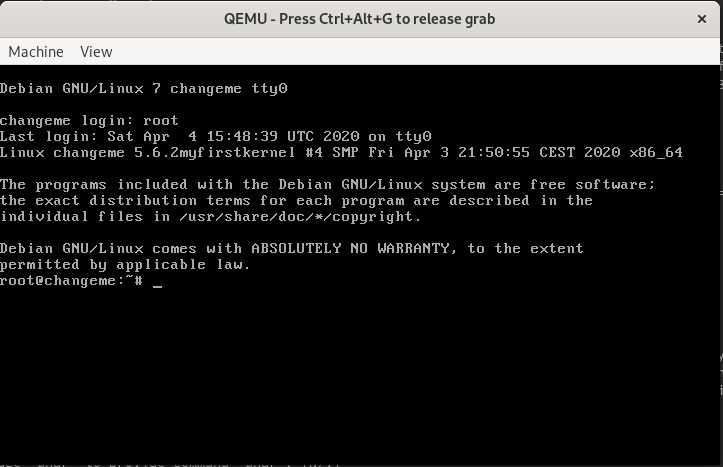 QEMU - Press Ctrl+Alt+G to release grab
Machine View
Debian GNU/Linux 7 changeme tty0
changeme login: root
Last login: Sat Apr  4 15:48:39 UTC 2020 on tty0
Linux changeme 5.6.2myfirstkernel #4 SMP Fri Apr 3 21:50:55 CEST 2020 x86_64
The programs included with the Debian GNU/Linux system are free software;
the exact distribution terms for each program are described in the
individual files in /usr/share/doc/*/copyright.
Debian GNU/Linux comes with ABSOLUTELY NO WARRANTY, to the extent
permitted by applicable law.
root@changeme:~# _